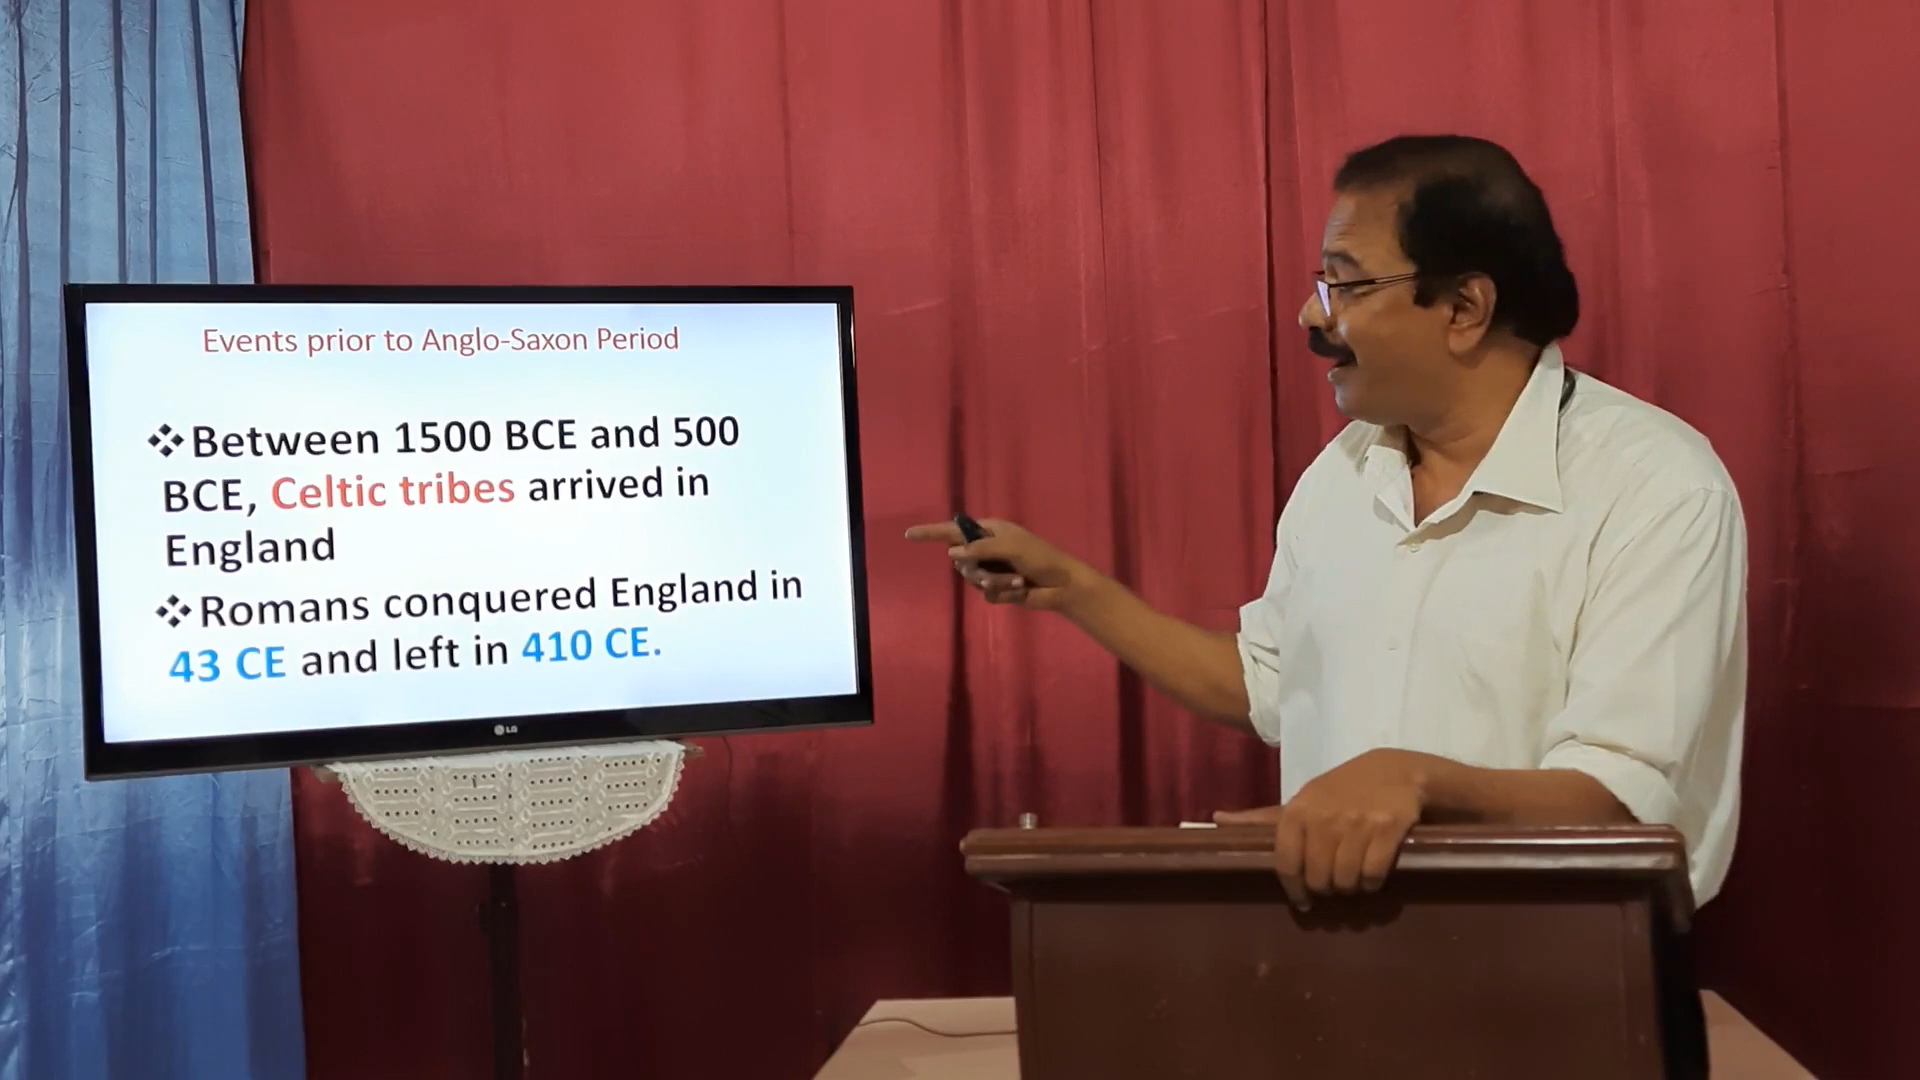 Events prior to Anglo-Saxon Period
❖Between 1500 BCE and 500
BCE, Celtic tribes arrived in
England
❖Romans conquered England in
43 CE and left in 410 CE.
LG